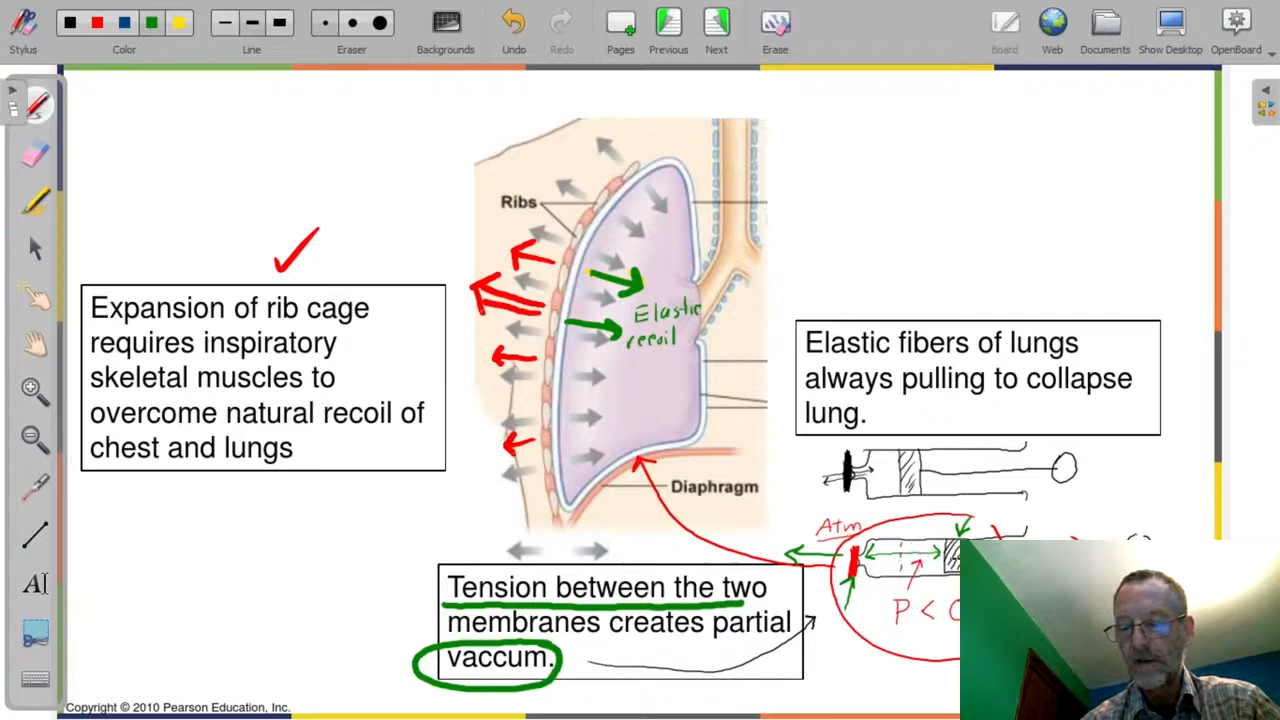 Stylus
Color
Line
Eraser
Backgrounds
Undo
Redo
Pages
Previous
Next
Erase
Board
Web
Documents
Show Desktop
OpenBoard
Ribs
Expansion of rib cage
requires inspiratory
skeletal muscles to
overcome natural recoil of
chest and lungs
Elastic
recoil
Elastic fibers of lungs
always pulling to collapse
lung.
Diaphragm
Atm
Tension between the two
membranes creates partial
vaccum.
P <
Copyright © 2010 Pearson Education, Inc.